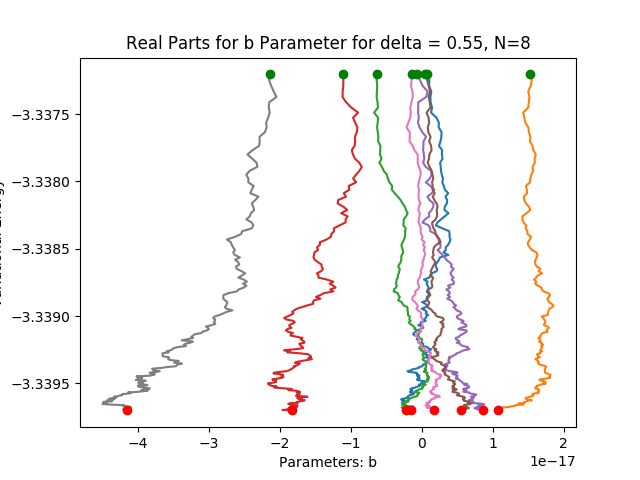 Real Parts for b Parameter for delta = 0.55, N=8
−3.3375
−3.3380
−3.3385
−3.3390
−3.3395
−4 −3 −2 −1 0 1 2
1e−17
Parameters: b